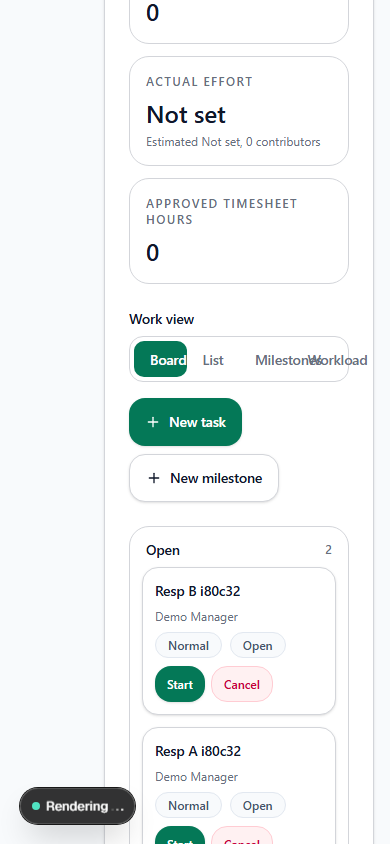 0
ACTUAL EFFORT
Not set
Estimated Not set, 0 contributors
APPROVED TIMESHEET
HOURS
0
Work view
Board List Milestones Workload
+ New task
+ New milestone
Open 2
Resp B i80c32
Demo Manager
Normal Open
Start Cancel
Resp A i80c32
Demo Manager
Normal Open
Start Cancel
Rendering ...